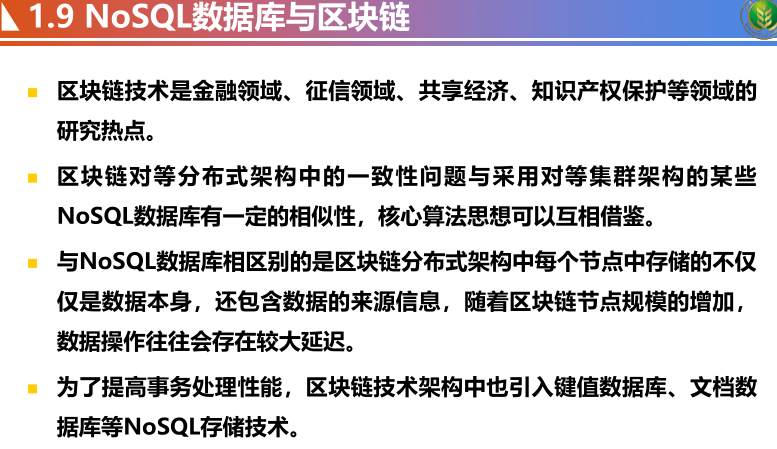 1.9 NoSQL数据库与区块链
区块链技术是金融领域、征信领域、共享经济、知识产权保护等领域的
研究热点。
区块链对等分布式架构中的一致性问题与采用对等集群架构的某些
NoSQL数据库有一定的相似性，核心算法思想可以互相借鉴。
与NoSQL数据库相区别的是区块链分布式架构中每个节点中存储的不仅
仅是数据本身，还包含数据的来源信息，随着区块链节点规模的增加，
数据操作往往会存在较大延迟。
为了提高事务处理性能，区块链技术架构中也引入键值数据库、文档数
据库等NoSQL存储技术。